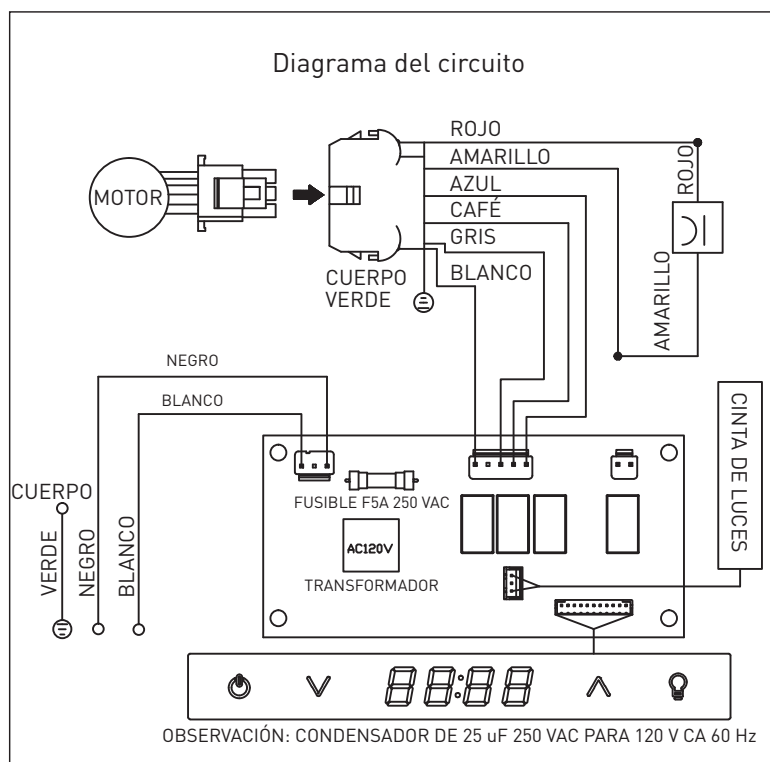 Diagrama del circuito
ROJO
AMARILLO
AZUL
CAFÉ
GRIS
BLANCO
MOTOR
CUERPO
VERDE
ROJO
AMARILLO
NEGRO
BLANCO
CINTA DE LUCES
CUERPO
VERDE
NEGRO
BLANCO
FUSIBLE F5A 250 VAC
AC120V
TRANSFORMADOR
88:88
OBSERVACIÓN: CONDENSADOR DE 25 uF 250 VAC PARA 120 V CA 60 Hz